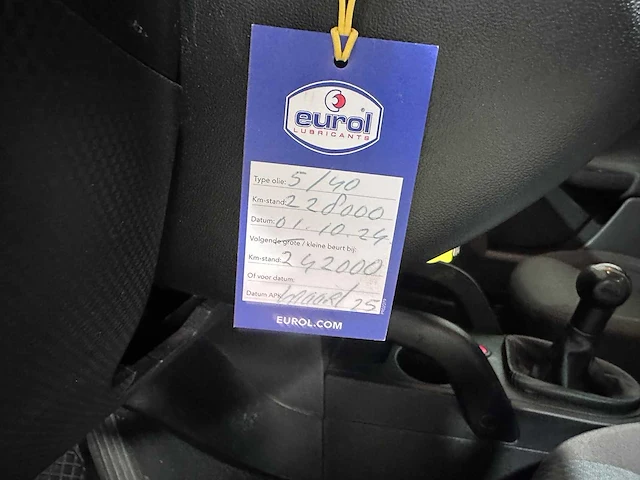 eurol
LUBRICANTS
Type olie: 5/40
Km-stand: 228000
Datum: 01.10.24
Volgende grote / kleine beurt bij:
Km-stand: 242000
Of voor datum:
Datum APK: maart 25
EUROL.COM